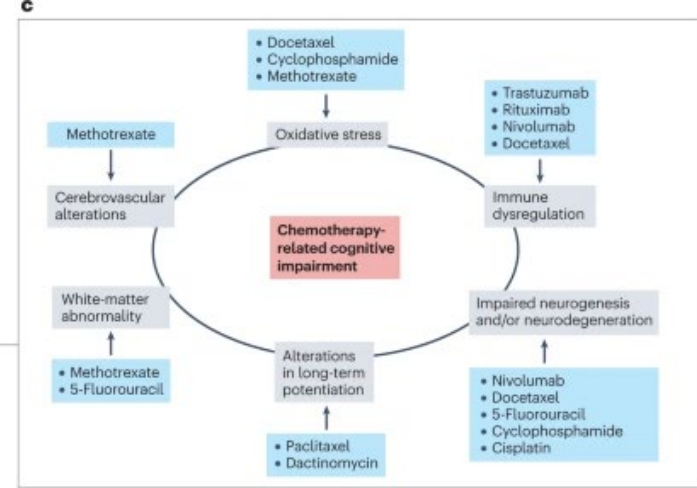 c
• Docetaxel
• Cyclophosphamide
• Methotrexate
Oxidative stress
• Trastuzumab
• Rituximab
• Nivolumab
• Docetaxel
Immune
dysregulation
Methotrexate
Cerebrovascular
alterations
Chemotherapy-
related cognitive
impairment
White-matter
abnormality
• Methotrexate
• 5-Fluorouracil
Alterations
in long-term
potentiation
• Paclitaxel
• Dactinomycin
Impaired neurogenesis
and/or neurodegeneration
• Nivolumab
• Docetaxel
• 5-Fluorouracil
• Cyclophosphamide
• Cisplatin